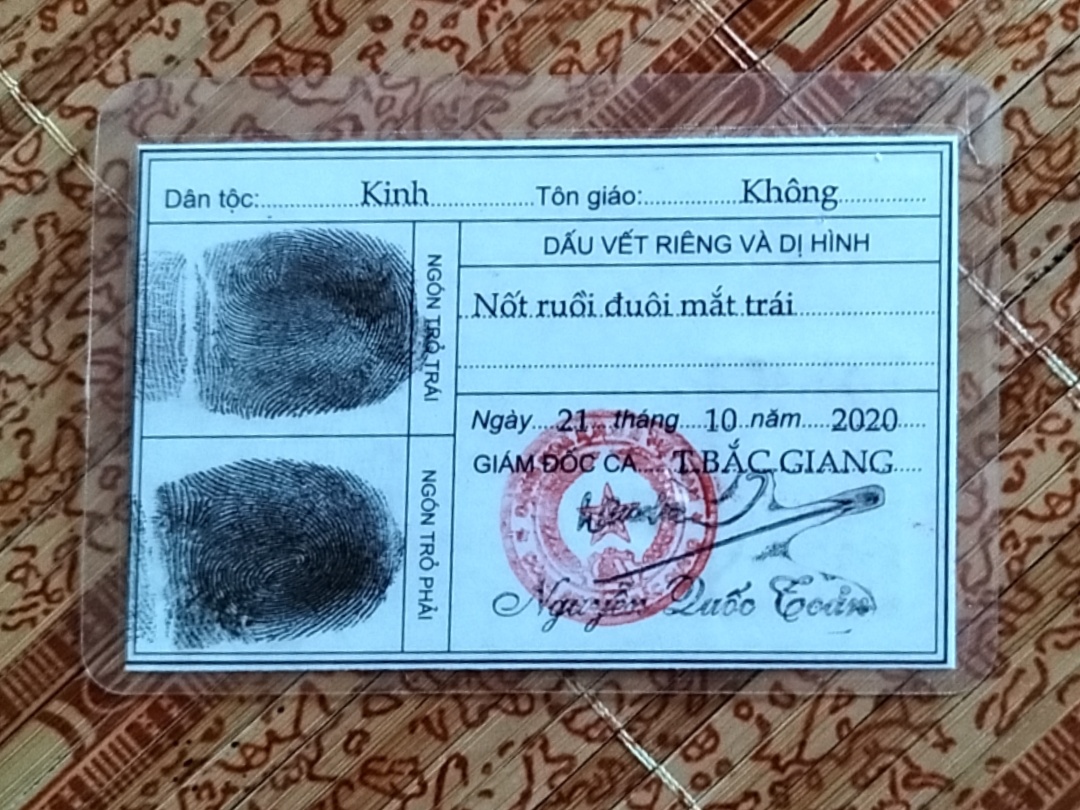 Dân tộc: Kinh Tôn giáo: Không
NGÓN TRỎ TRÁI
NGÓN TRỎ PHẢI
DẤU VẾT RIÊNG VÀ DỊ HÌNH
Nốt ruồi đuôi mắt trái
Ngày 21 tháng 10 năm 2020
GIÁM ĐỐC CA T.BẮC GIANG
Nguyễn Quốc Toản